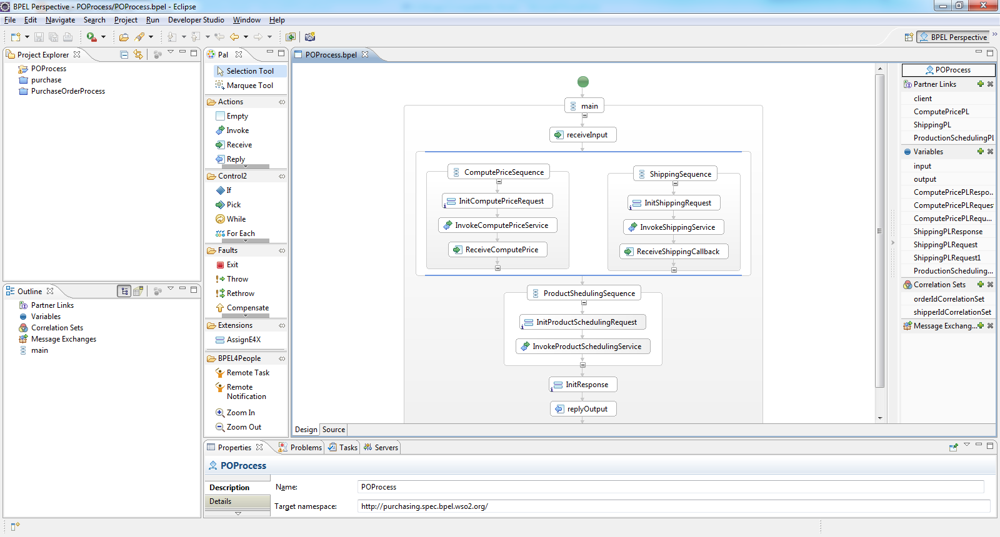 BPEL Perspective - POProcess/POProcess.bpel - Eclipse
File Edit Navigate Search Project Run Developer Studio Window Help
BPEL Perspective
Project Explorer
POProcess
purchase
PurchaseOrderProcess
Outline
Partner Links
Variables
Correlation Sets
Message Exchanges
main
Pal
Selection Tool
Marquee Tool
Actions
Empty
Invoke
Receive
Reply
Control2
If
Pick
While
For Each
Faults
Exit
Throw
Rethrow
Compensate
Extensions
AssignE4X
BPEL4People
Remote Task
Remote
Notification
Zoom In
Zoom Out
POProcess.bpel
main
receiveInput
ComputePriceSequence
InitComputePriceRequest
InvokeComputePriceService
ReceiveComputePrice
ShippingSequence
InitShippingRequest
InvokeShippingService
ReceiveShippingCallback
ProductShedulingSequence
InitProductSchedulingRequest
InvokeProductSchedulingService
InitResponse
replyOutput
Design Source
POProcess
Partner Links
client
ComputePricePL
ShippingPL
ProductionSchedulingPL
Variables
input
output
ComputePricePLRespo..
ComputePricePLReques
ComputePricePLRequ...
ShippingPLResponse
ShippingPLRequest
ShippingPLRequest1
ProductionScheduling...
Correlation Sets
orderIdCorrelationSet
shipperIdCorrelationSet
Message Exchang...
Properties Problems Tasks Servers
POProcess
Description
Details
Name: POProcess
Target namespace: http://purchasing.spec.bpel.wso2.org/